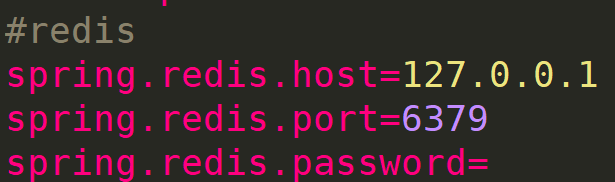 #redis
spring.redis.host=127.0.0.1
spring.redis.port=6379
spring.redis.password=